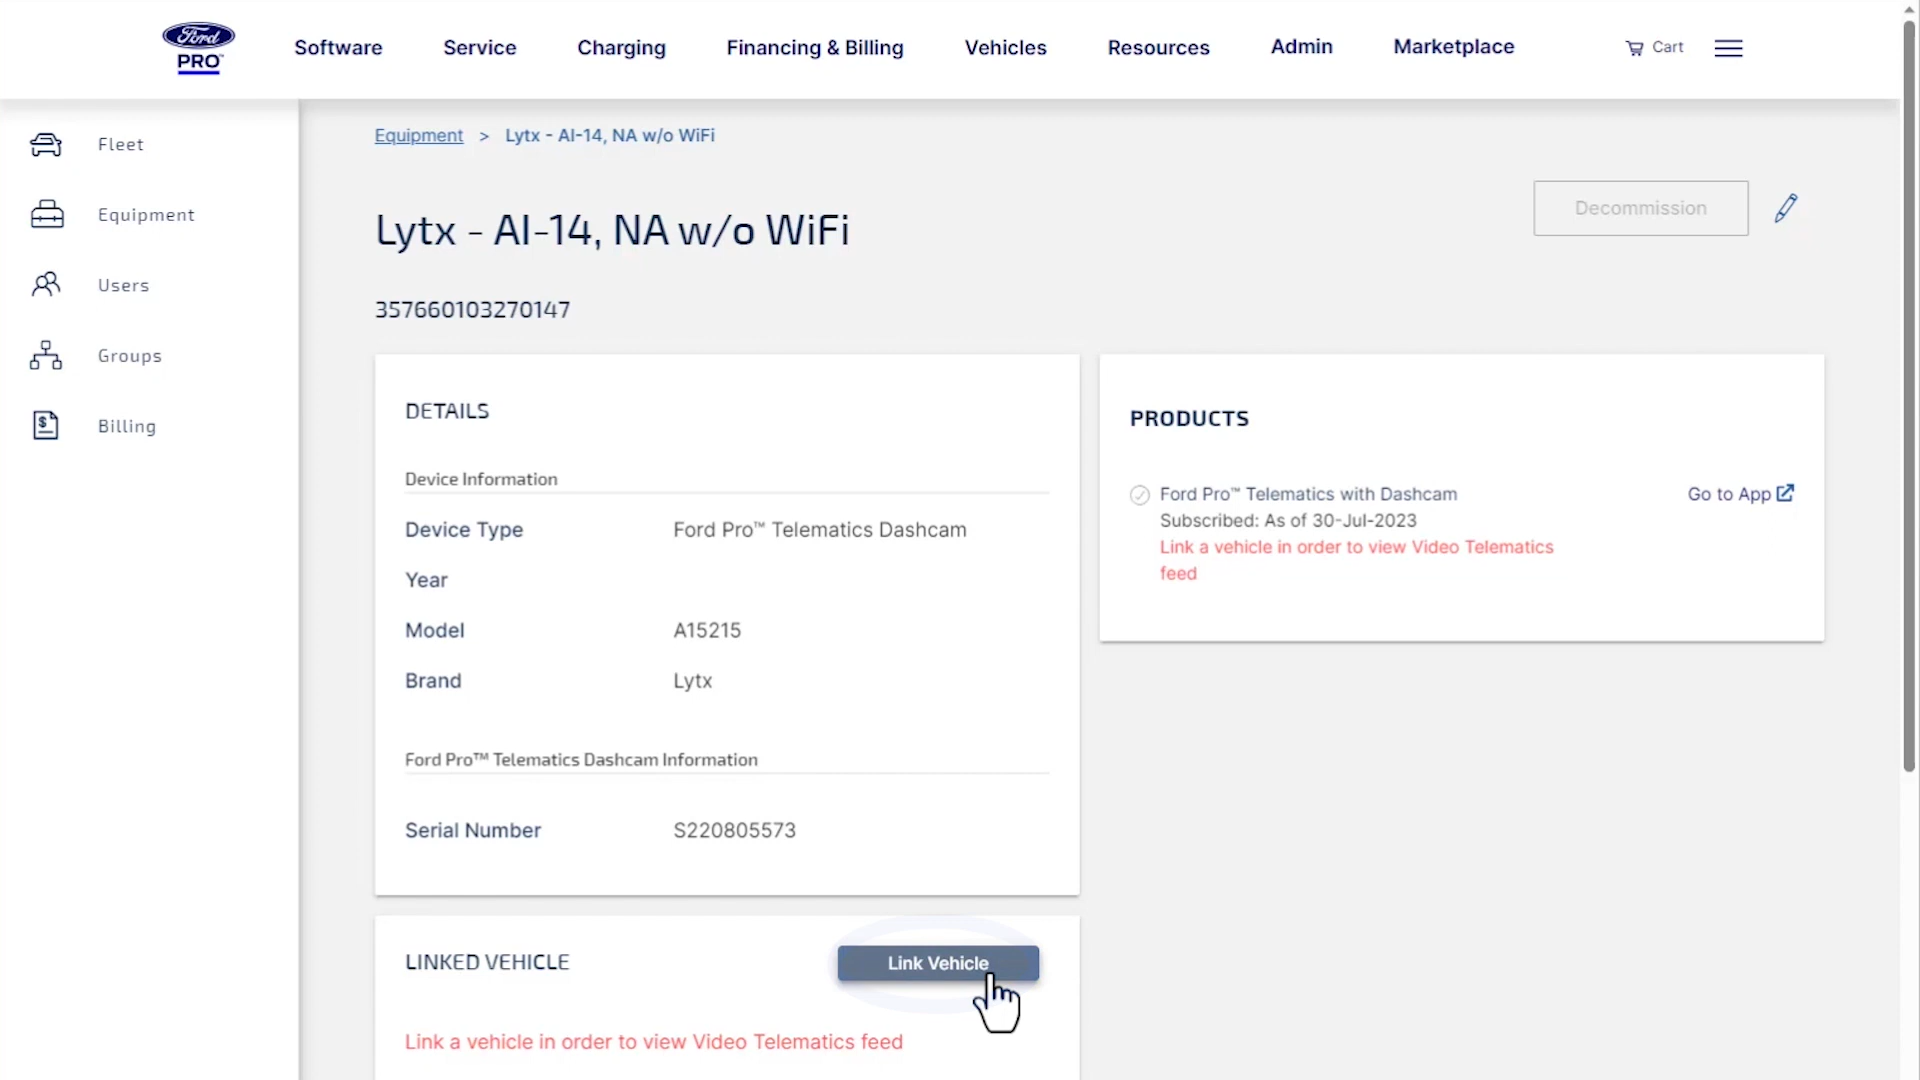 Ford
PRO™
Software
Service
Charging
Financing & Billing
Vehicles
Resources
Admin
Marketplace
Cart
Fleet
Equipment
Users
Groups
Billing
Equipment > Lytx - AI-14, NA w/o WiFi
Lytx - AI-14, NA w/o WiFi
Decommission
357660103270147
DETAILS
Device Information
Device Type Ford Pro™ Telematics Dashcam
Year
Model A15215
Brand Lytx
Ford Pro™ Telematics Dashcam Information
Serial Number S220805573
PRODUCTS
Ford Pro™ Telematics with Dashcam Go to App
Subscribed: As of 30-Jul-2023
Link a vehicle in order to view Video Telematics
feed
LINKED VEHICLE
Link Vehicle
Link a vehicle in order to view Video Telematics feed